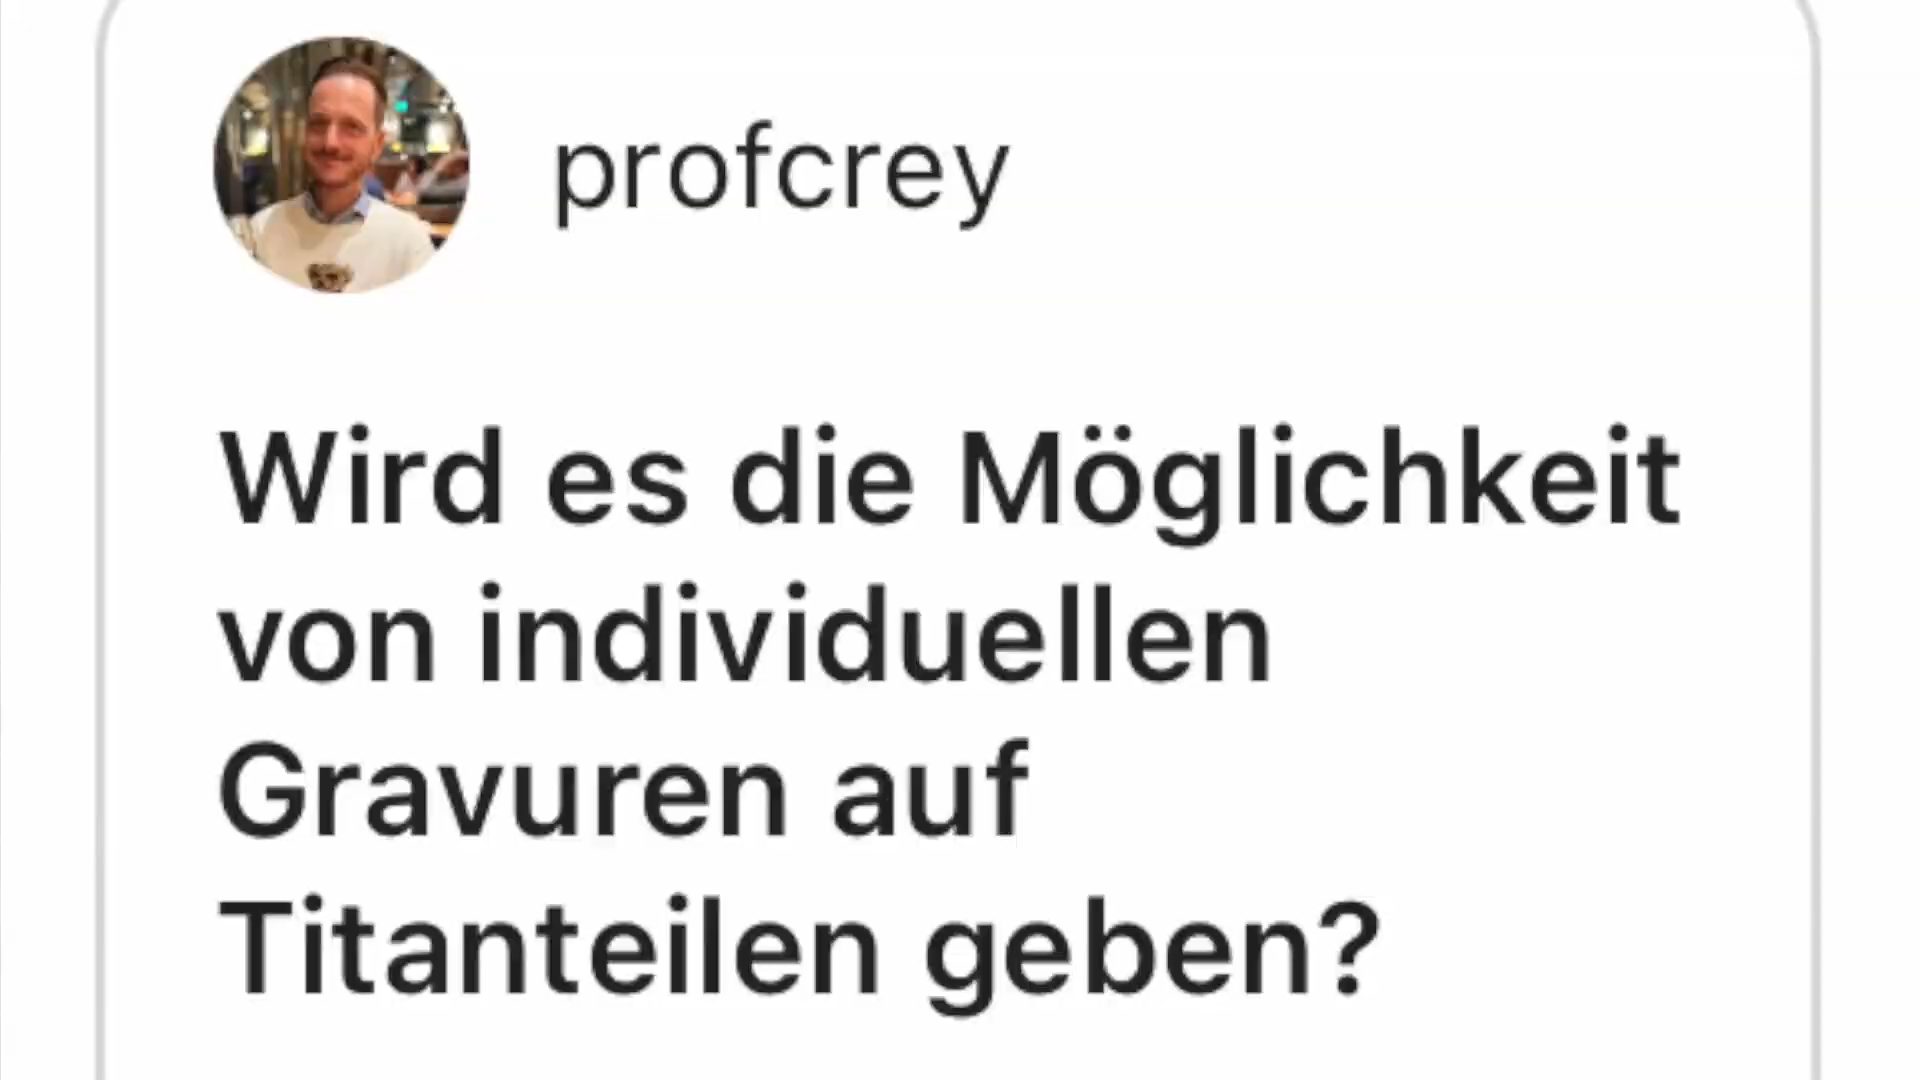 profcrey
Wird es die Möglichkeit
von individuellen
Gravuren auf
Titanteilen geben?